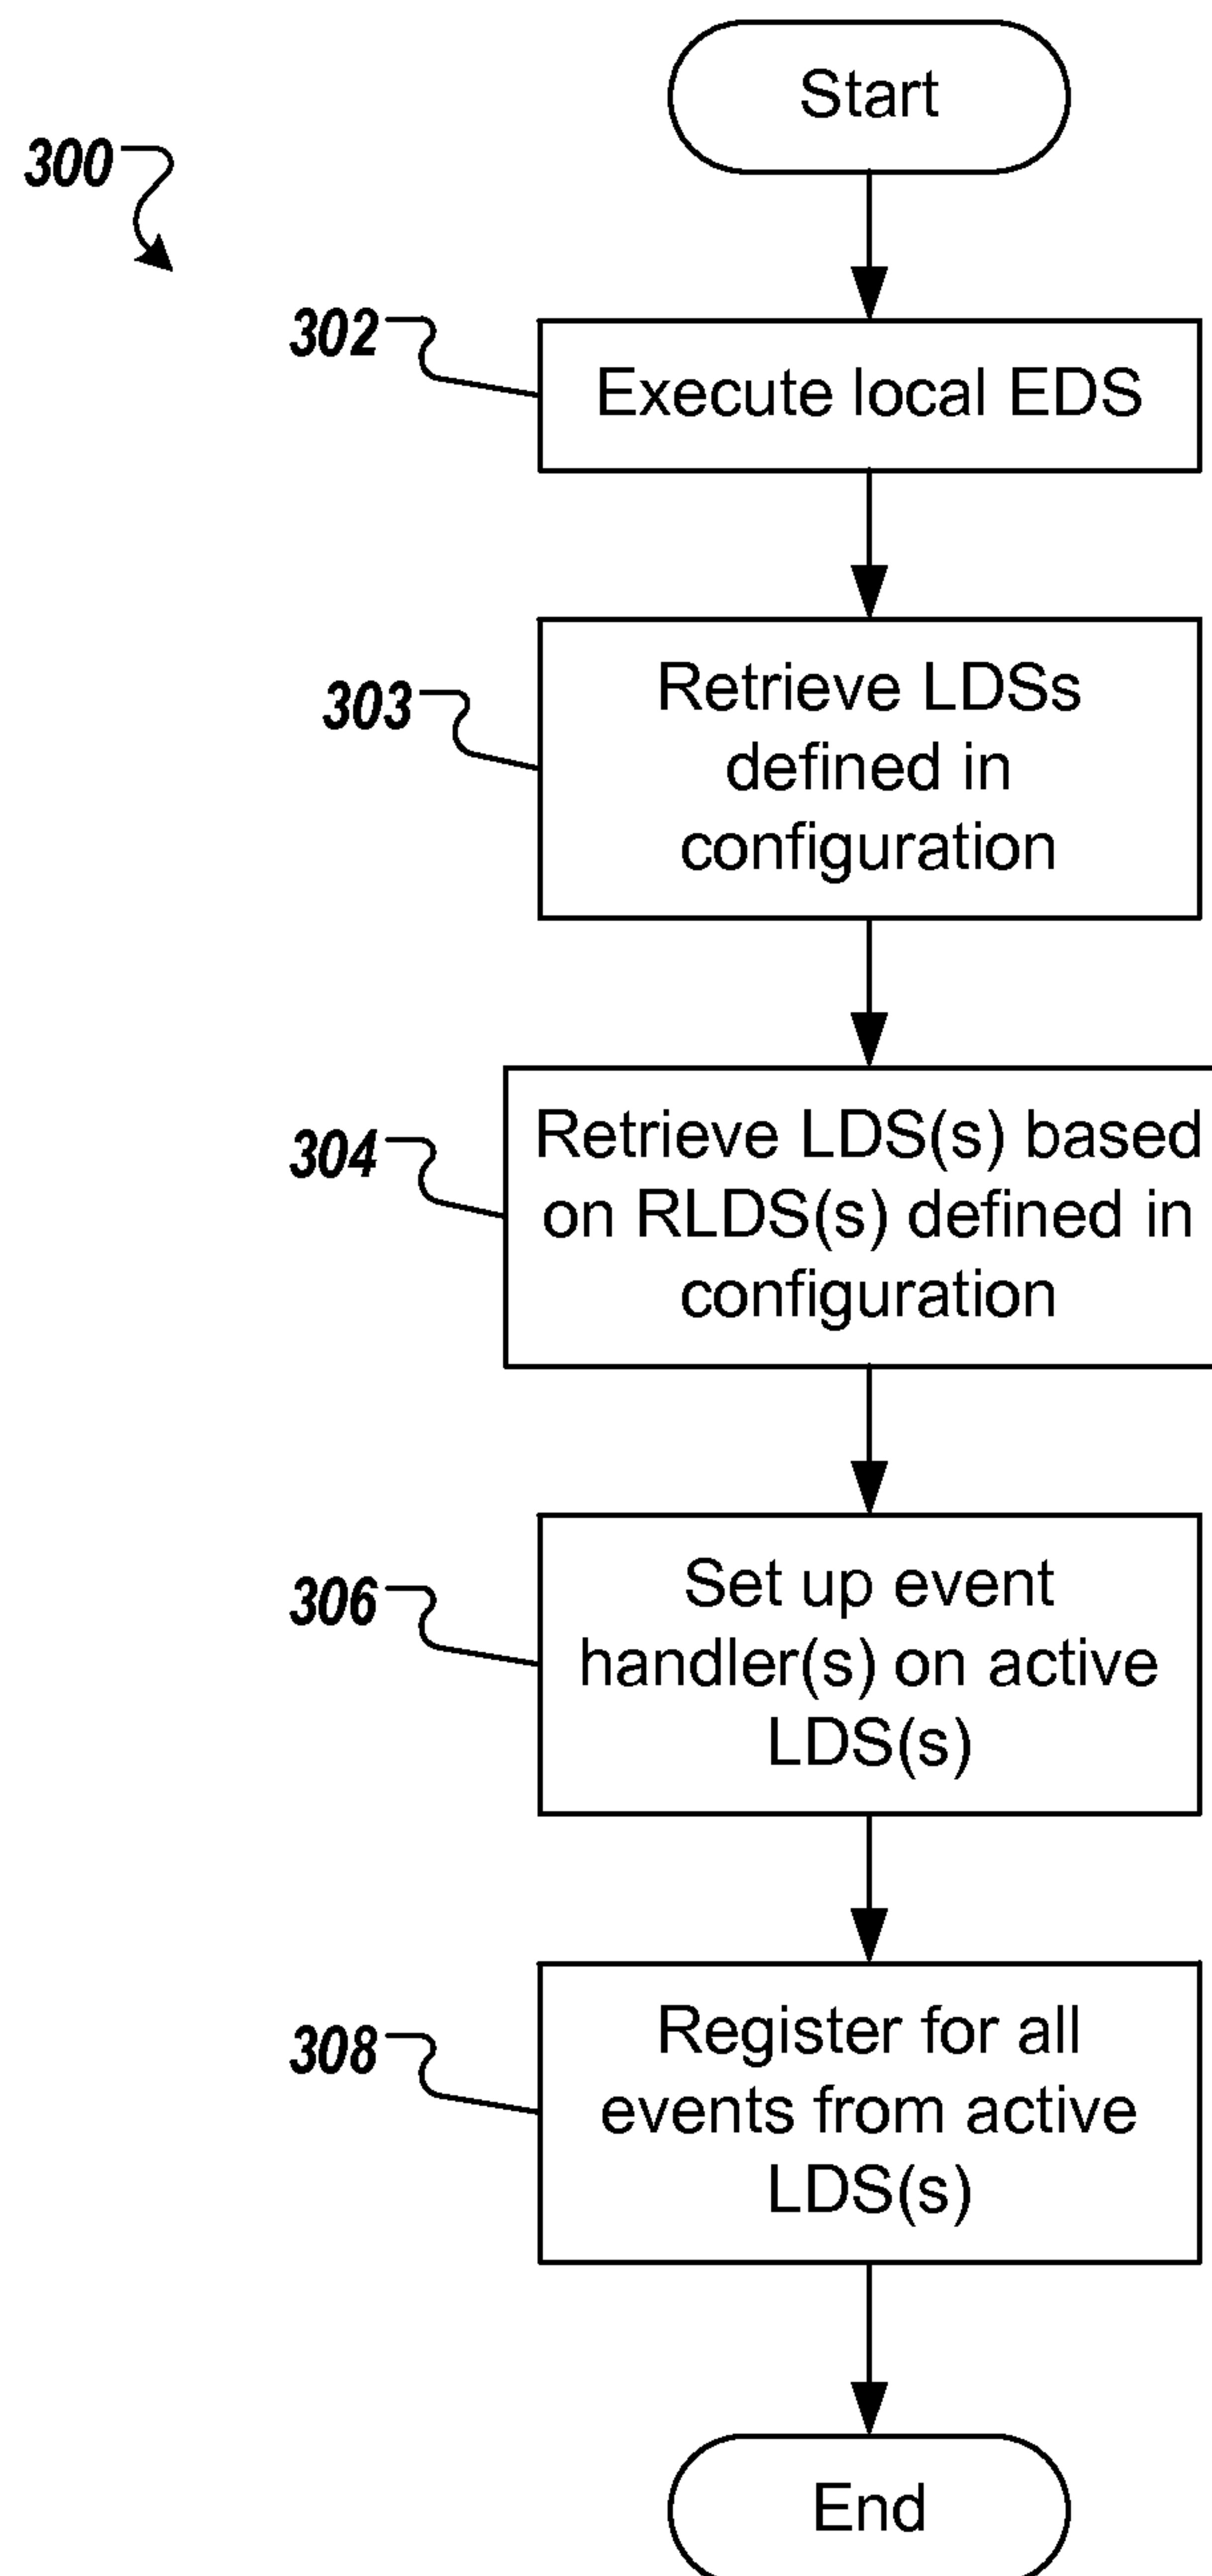 Start
300
302
Execute local EDS
303
Retrieve LDSs
defined in
configuration
304
Retrieve LDS(s) based
on RLDS(s) defined in
configuration
306
Set up event
handler(s) on active
LDS(s)
308
Register for all
events from active
LDS(s)
End